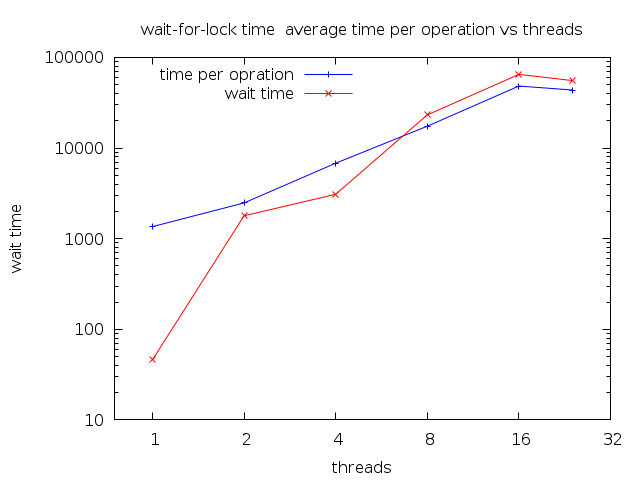 wait-for-lock time  average time per operation vs threads
100000
10000
1000
100
10
wait time
time per opration
wait time
1
2
4
8
16
32
threads